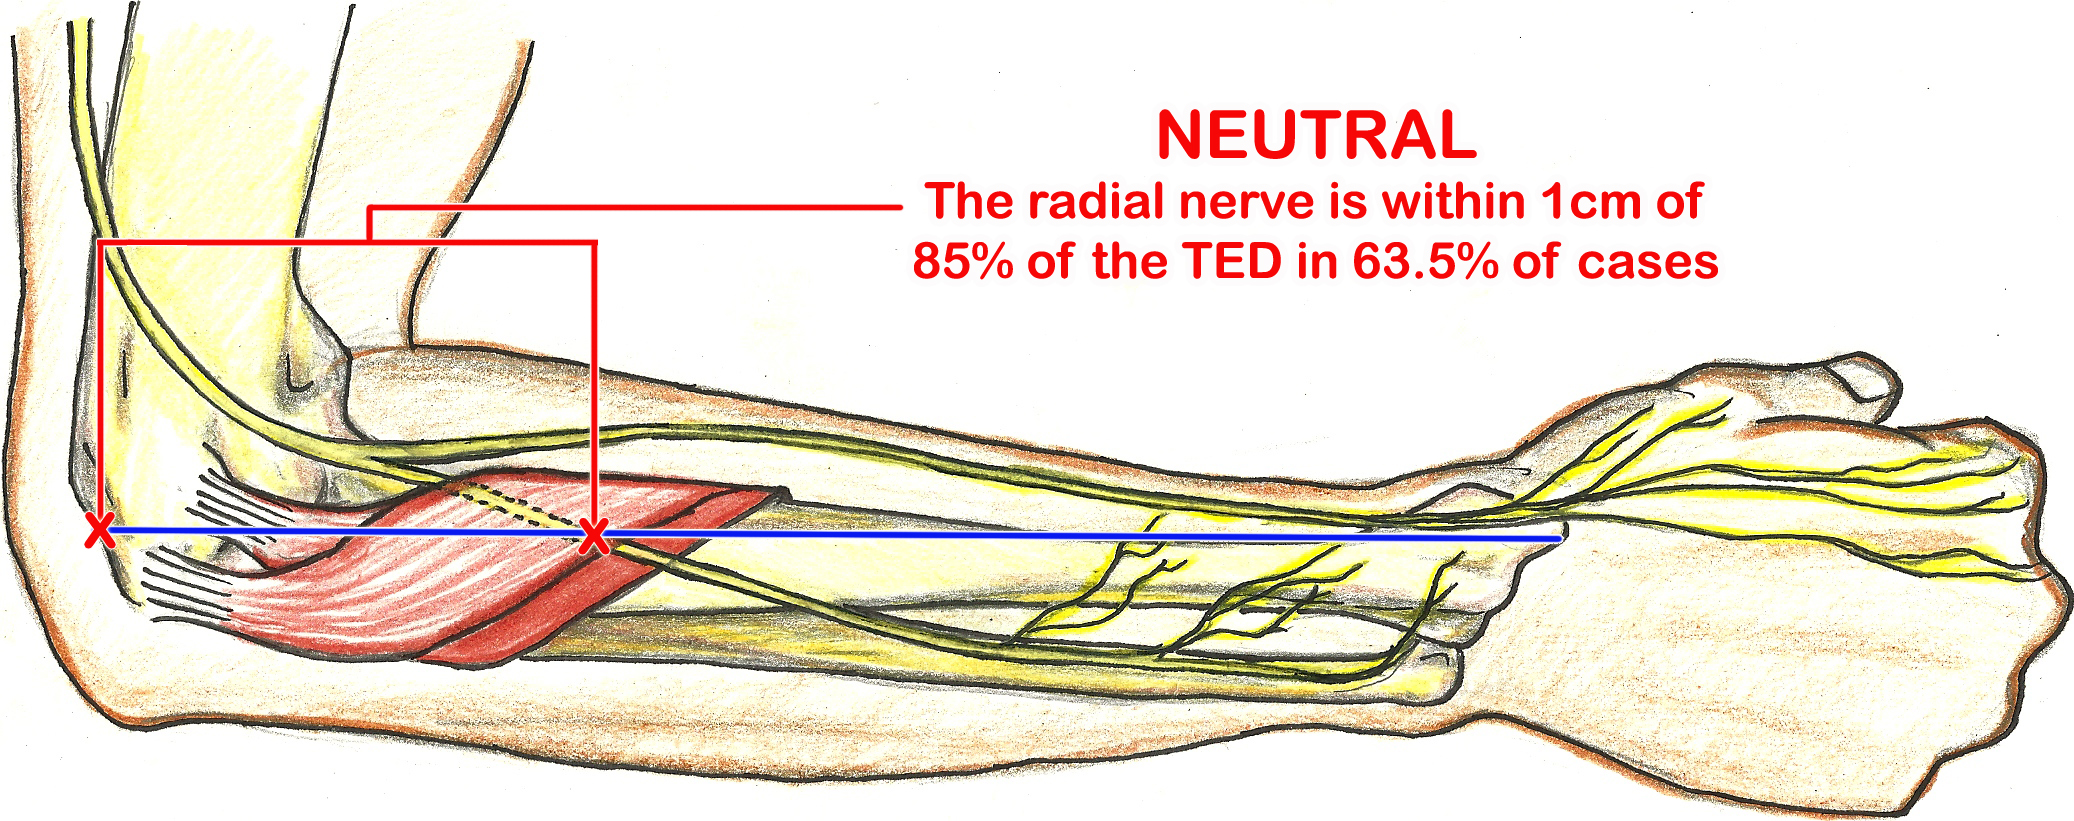 NEUTRAL
The radial nerve is within 1cm of
85% of the TED in 63.5% of cases
X
X